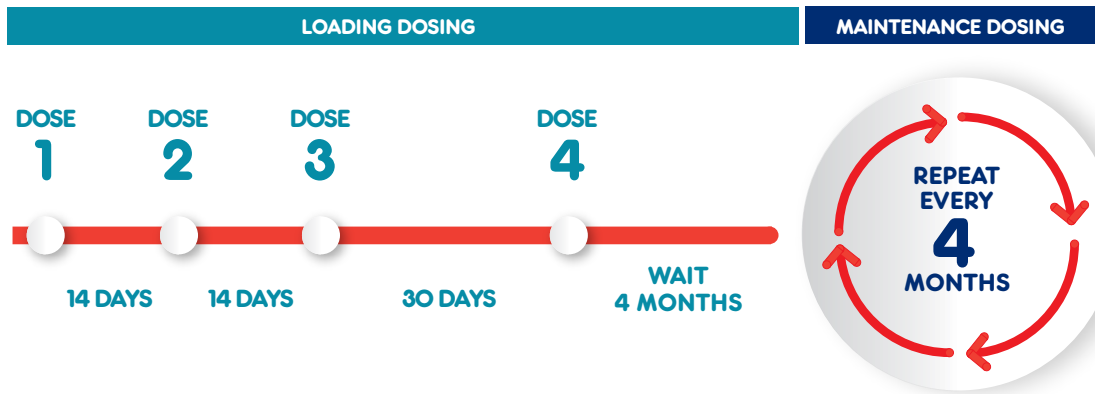 LOADING DOSING
MAINTENANCE DOSING
DOSE
1
DOSE
2
DOSE
3
DOSE
4
14 DAYS
14 DAYS
30 DAYS
WAIT
4 MONTHS
REPEAT
EVERY
4
MONTHS